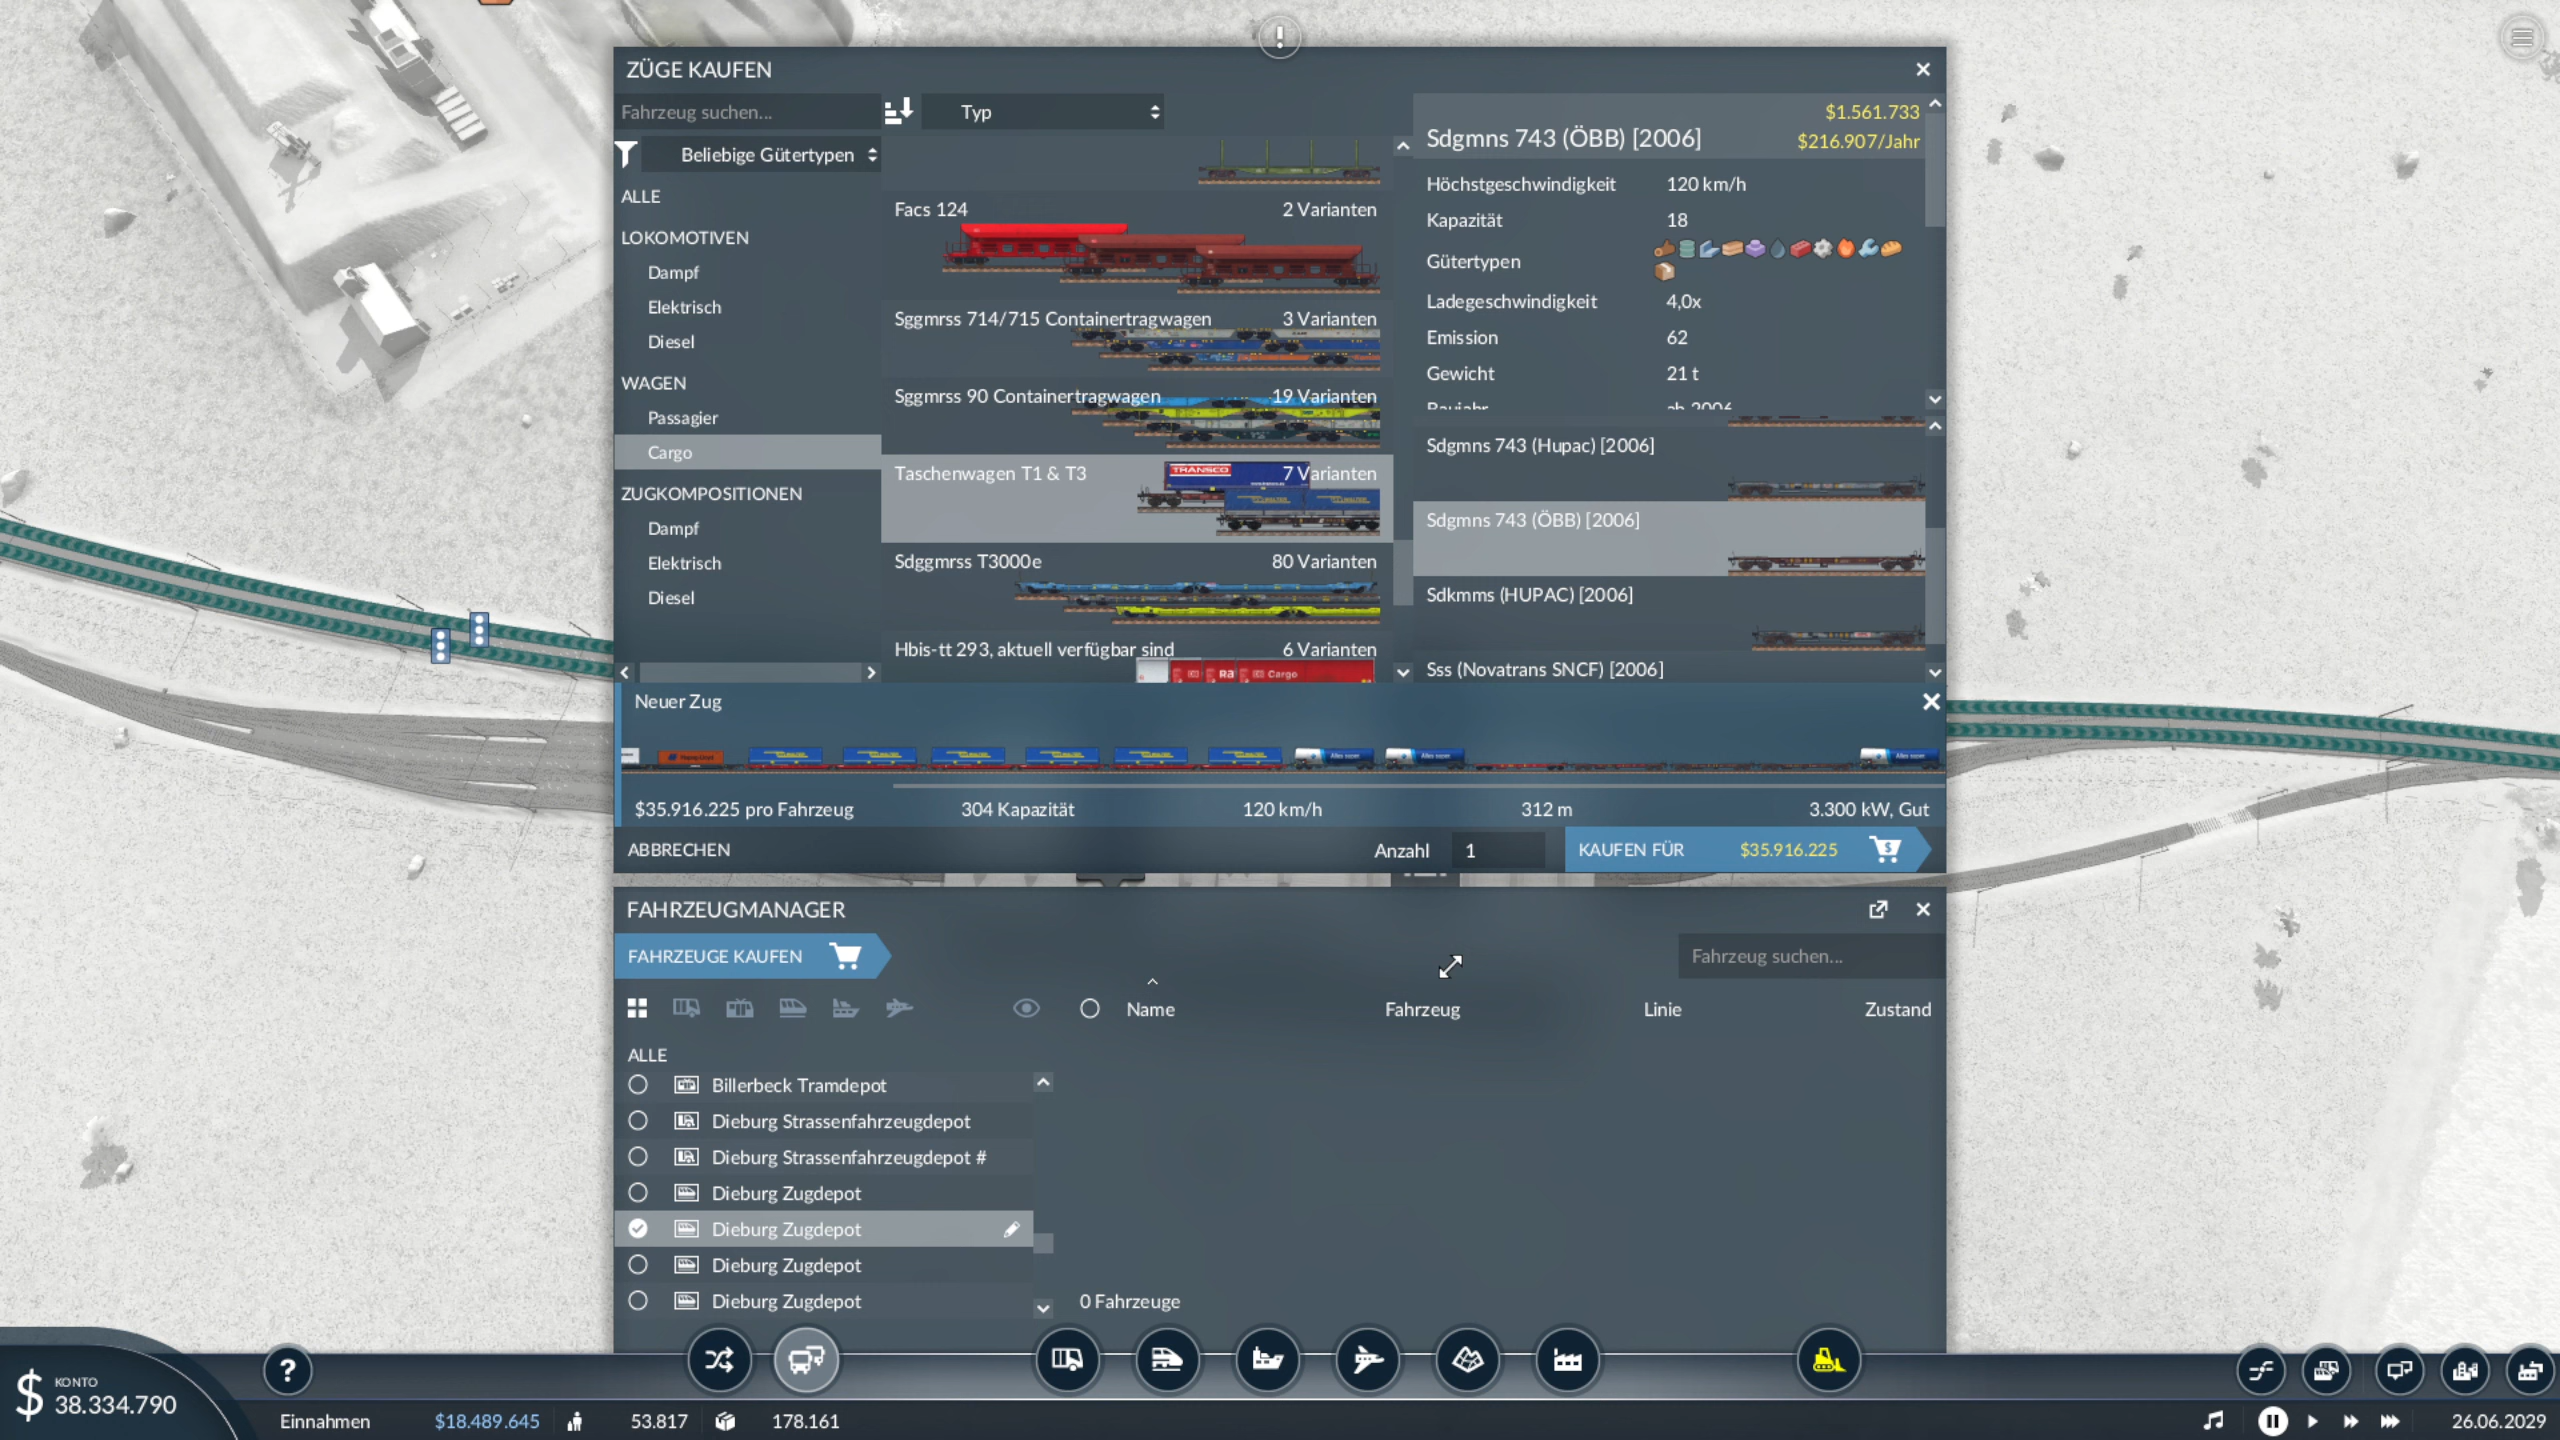 ZÜGE KAUFEN
Fahrzeug suchen...
Typ
Beliebige Gütertypen
ALLE
LOKOMOTIVEN
Dampf
Elektrisch
Diesel
WAGEN
Passagier
Cargo
ZUGKOMPOSITIONEN
Dampf
Elektrisch
Diesel
Facs 124 2 Varianten
Sggmrss 714/715 Containertragwagen 3 Varianten
Sggmrss 90 Containertragwagen 19 Varianten
Taschenwagen T1 & T3 7 Varianten
TRANSCO
Sdggmrss T3000e 80 Varianten
Hbis-tt 293, aktuell verfügbar sind 6 Varianten
Cargo
$1.561.733
Sdgmns 743 (ÖBB) [2006]
$216.907/Jahr
Höchstgeschwindigkeit 120 km/h
Kapazität 18
Gütertypen
Ladegeschwindigkeit 4,0x
Emission 62
Gewicht 21 t
Baujahr ab 2006
Sdgmns 743 (Hupac) [2006]
Sdgmns 743 (ÖBB) [2006]
Sdkmms (HUPAC) [2006]
Sss (Novatrans SNCF) [2006]
Neuer Zug
$35.916.225 pro Fahrzeug 304 Kapazität 120 km/h 312 m 3.300 kW, Gut
ABBRECHEN Anzahl 1 KAUFEN FÜR $35.916.225
FAHRZEUGMANAGER
FAHRZEUGE KAUFEN
Fahrzeug suchen...
Name Fahrzeug Linie Zustand
ALLE
Billerbeck Tramdepot
Dieburg Strassenfahrzeugdepot
Dieburg Strassenfahrzeugdepot #
Dieburg Zugdepot
Dieburg Zugdepot
Dieburg Zugdepot
Dieburg Zugdepot
0 Fahrzeuge
KONTO
$ 38.334.790
?
Einnahmen $18.489.645 53.817 178.161
26.06.2029